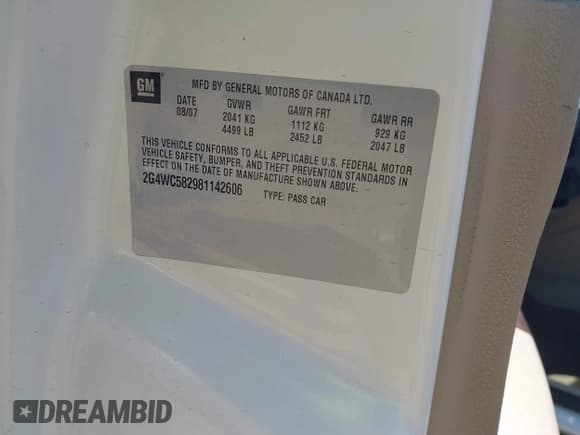 GM
MFD BY GENERAL MOTORS OF CANADA LTD.
DATE GVWR GAWR FRT GAWR RR
08/07 2041 KG 1112 KG 929 KG
4499 LB 2452 LB 2047 LB
THIS VEHICLE CONFORMS TO ALL APPLICABLE U.S. FEDERAL MOTOR
VEHICLE SAFETY, BUMPER, AND THEFT PREVENTION STANDARDS IN
EFFECT ON THE DATE OF MANUFACTURE SHOWN ABOVE.
2G4WC582981142606 TYPE: PASS CAR
DREAMBID